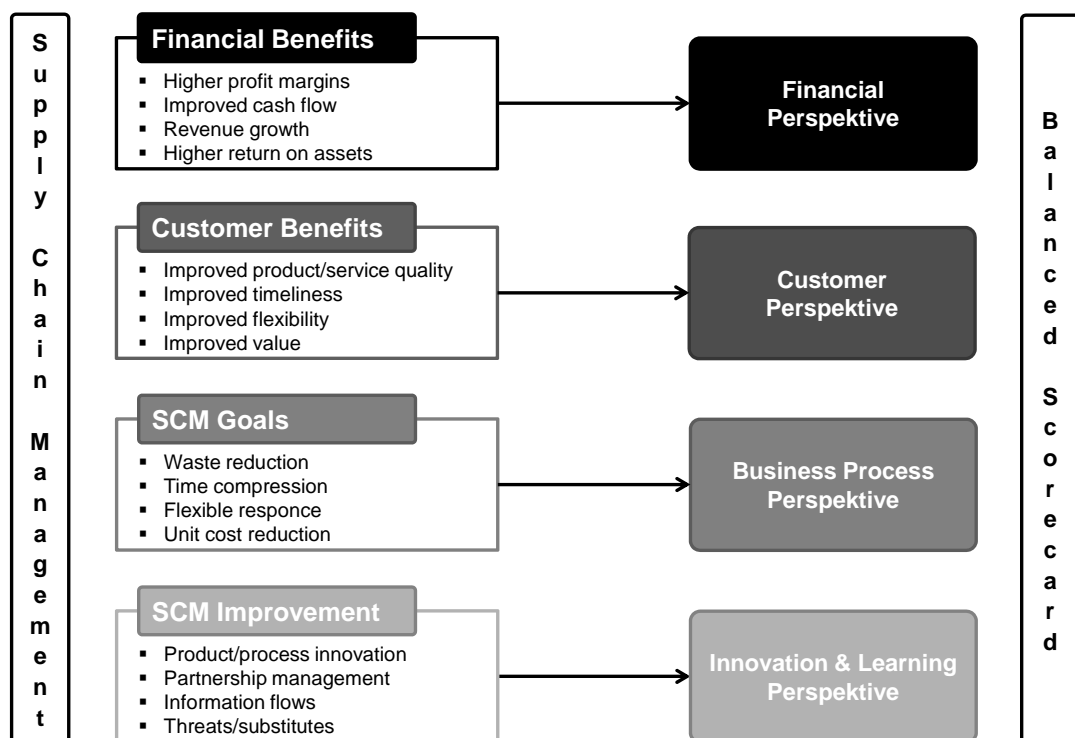 Supply Chain Management
Financial Benefits
▪ Higher profit margins
▪ Improved cash flow
▪ Revenue growth
▪ Higher return on assets
Financial
Perspektive
Customer Benefits
▪ Improved product/service quality
▪ Improved timeliness
▪ Improved flexibility
▪ Improved value
Customer
Perspektive
SCM Goals
▪ Waste reduction
▪ Time compression
▪ Flexible responce
▪ Unit cost reduction
Business Process
Perspektive
SCM Improvement
▪ Product/process innovation
▪ Partnership management
▪ Information flows
▪ Threats/substitutes
Innovation & Learning
Perspektive
Balanced Scorecard